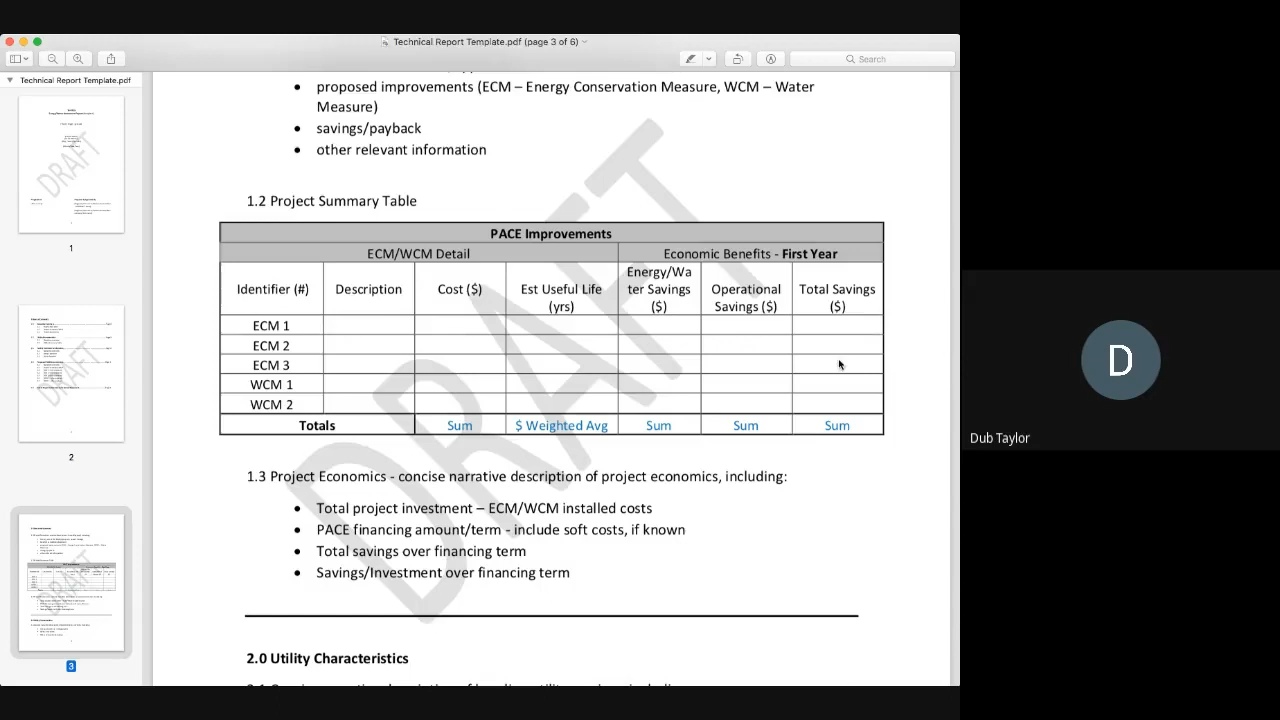 Technical Report Template.pdf (page 3 of 6)
Search
Technical Report Template.pdf
1
2
3
proposed improvements (ECM – Energy Conservation Measure, WCM – Water
Measure)
savings/payback
other relevant information
1.2 Project Summary Table
PACE Improvements
ECM/WCM Detail
Economic Benefits - First Year
Identifier (#)
Description
Cost ($)
Est Useful Life
(yrs)
Energy/Wa
ter Savings
($)
Operational
Savings ($)
Total Savings
($)
ECM 1
ECM 2
ECM 3
WCM 1
WCM 2
Totals
Sum
$ Weighted Avg
Sum
Sum
Sum
1.3 Project Economics - concise narrative description of project economics, including:
Total project investment – ECM/WCM installed costs
PACE financing amount/term - include soft costs, if known
Total savings over financing term
Savings/Investment over financing term
2.0 Utility Characteristics
DRAFT
D
Dub Taylor